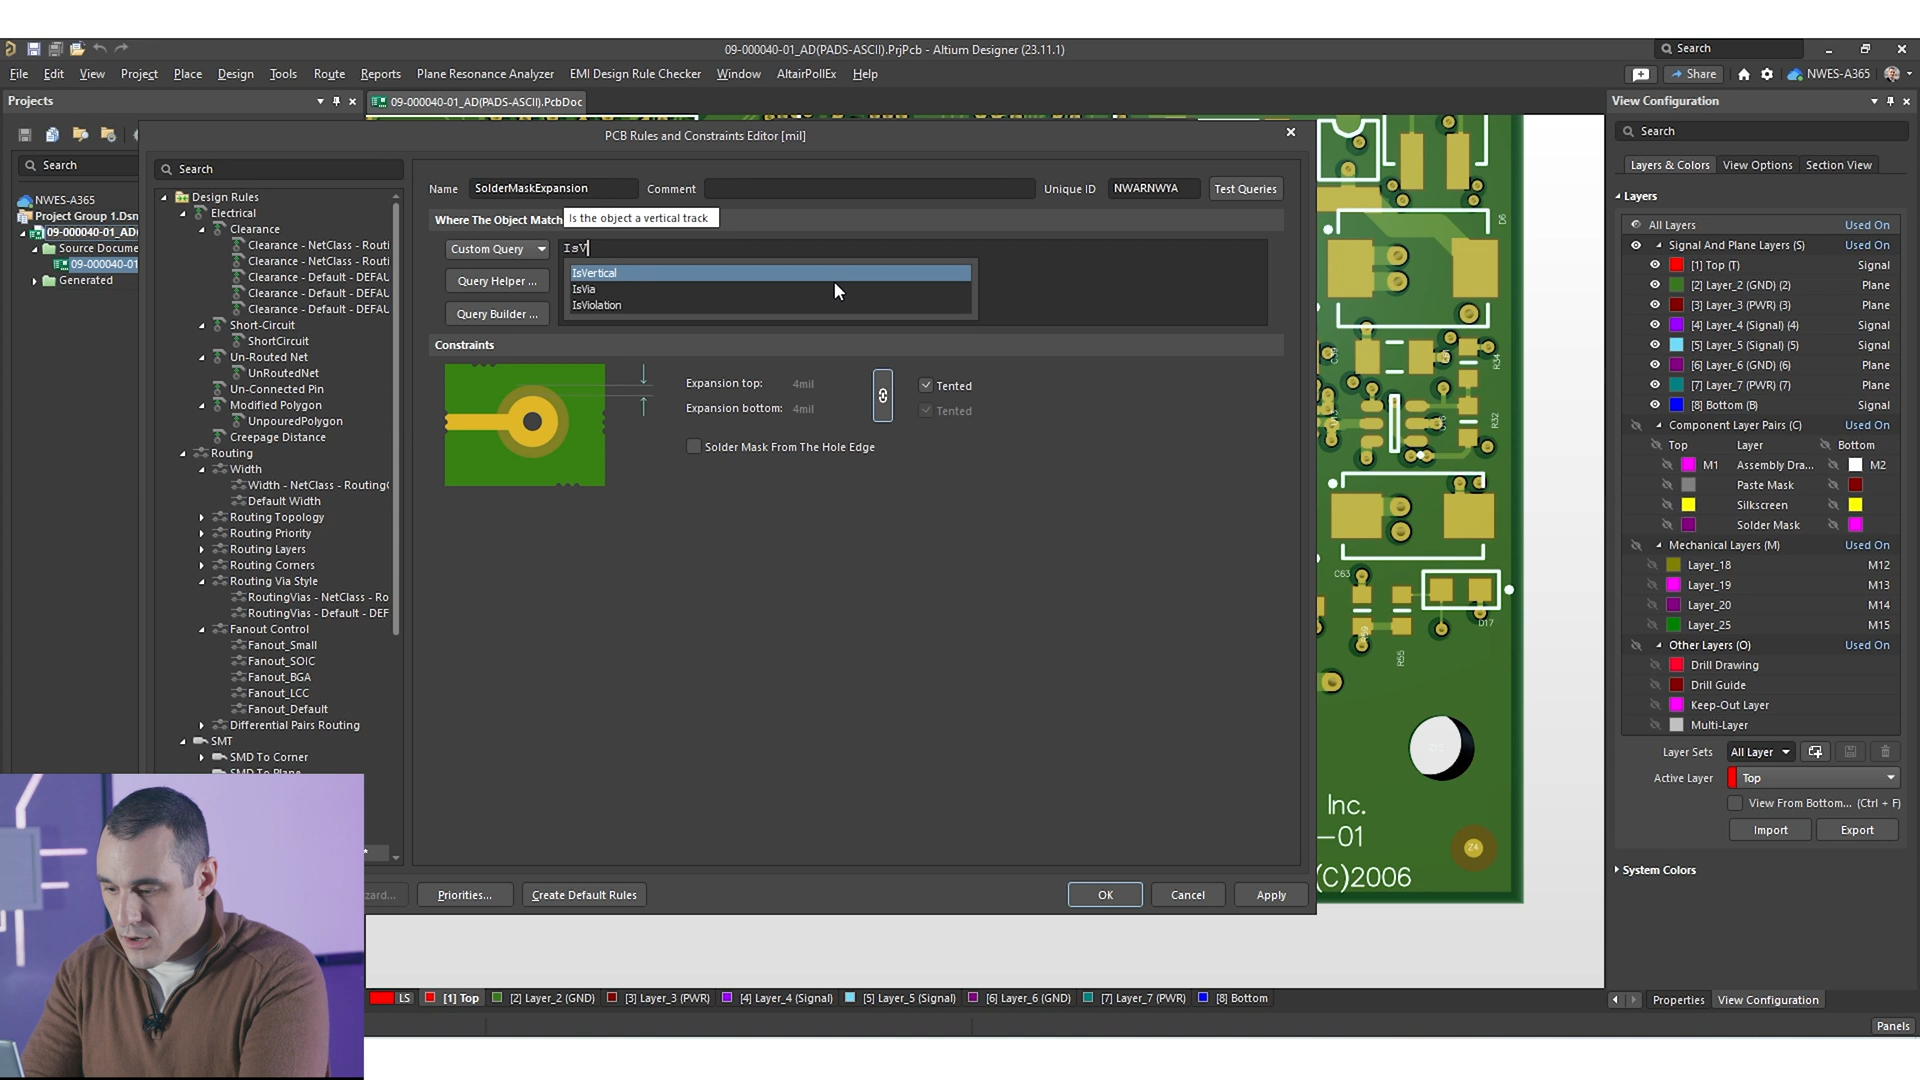 09-000040-01_AD(PADS-ASCII).PrjPcb - Altium Designer (23.11.1)
Search
File Edit View Project Place Design Tools Route Reports Plane Resonance Analyzer EMI Design Rule Checker Window AltairPollEx Help
Share
NWES-A365
Projects
09-000040-01_AD(PADS-ASCII).PcbDoc
View Configuration
Search
NWES-A365
Project Group 1.Dsn
09-000040-01_AD(
Source Docume
09-000040-01
Generated
PCB Rules and Constraints Editor [mil]
Search
Design Rules
Electrical
Clearance
Clearance - NetClass - Routi
Clearance - NetClass - Routi
Clearance - Default - DEFAU
Clearance - Default - DEFAU
Clearance - Default - DEFAU
Short-Circuit
ShortCircuit
Un-Routed Net
UnRoutedNet
Un-Connected Pin
Modified Polygon
UnpouredPolygon
Creepage Distance
Routing
Width
Width - NetClass - Routing(
Default Width
Routing Topology
Routing Priority
Routing Layers
Routing Corners
Routing Via Style
RoutingVias - NetClass - Ro
RoutingVias - Default - DEF
Fanout Control
Fanout_Small
Fanout_SOIC
Fanout_BGA
Fanout_LCC
Fanout_Default
Differential Pairs Routing
SMT
SMD To Corner
SMD To Plane
Name SolderMaskExpansion Comment Unique ID NWARNWYA Test Queries
Where The Object Match
Is the object a vertical track
Custom Query IsV
IsVertical
IsVia
IsViolation
Query Helper ...
Query Builder ...
Constraints
Expansion top: 4mil Tented
Expansion bottom: 4mil Tented
Solder Mask From The Hole Edge
zard...
Priorities...
Create Default Rules
OK
Cancel
Apply
D6
R34
R32
C63
D17
R55
Inc.
-01
Z4
(C)2006
Layers & Colors View Options Section View
Layers
All Layers Used On
Signal And Plane Layers (S) Used On
[1] Top (T) Signal
[2] Layer_2 (GND) (2) Plane
[3] Layer_3 (PWR) (3) Plane
[4] Layer_4 (Signal) (4) Signal
[5] Layer_5 (Signal) (5) Signal
[6] Layer_6 (GND) (6) Plane
[7] Layer_7 (PWR) (7) Plane
[8] Bottom (B) Signal
Component Layer Pairs (C) Used On
Top Layer Bottom
M1 Assembly Dra... M2
Paste Mask
Silkscreen
Solder Mask
Mechanical Layers (M) Used On
Layer_18 M12
Layer_19 M13
Layer_20 M14
Layer_25 M15
Other Layers (O) Used On
Drill Drawing
Drill Guide
Keep-Out Layer
Multi-Layer
Layer Sets All Layer
Active Layer Top
View From Bottom... (Ctrl + F)
Import Export
System Colors
LS [1] Top [2] Layer_2 (GND) [3] Layer_3 (PWR) [4] Layer_4 (Signal) [5] Layer_5 (Signal) [6] Layer_6 (GND) [7] Layer_7 (PWR) [8] Bottom
Properties View Configuration
Panels